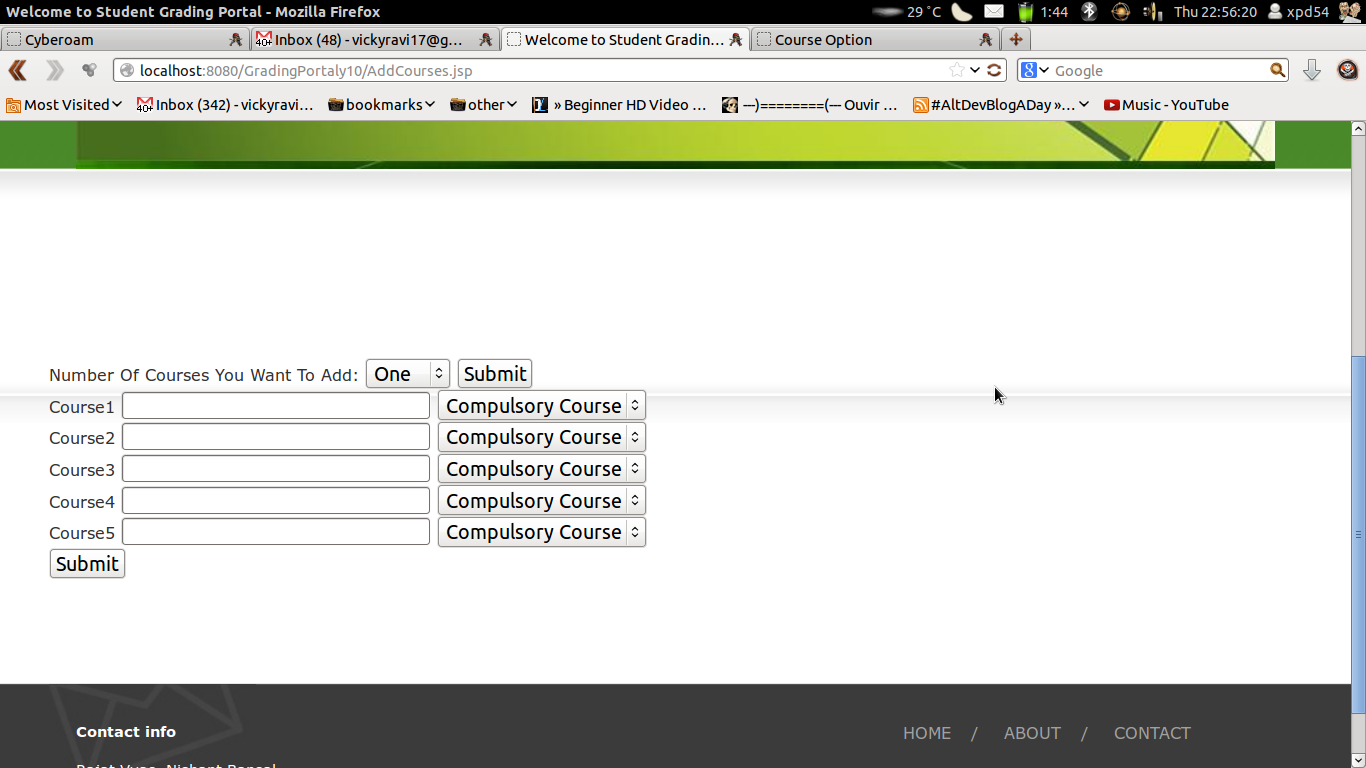 Welcome to Student Grading Portal - Mozilla Firefox 29 °C 1:44 Thu 22:56:20 xpd54
Cyberoam Inbox (48) - vickyravi17@g... Welcome to Student Gradin... Course Option
localhost:8080/GradingPortaly10/AddCourses.jsp Google
Most Visited Inbox (342) - vickyravi... bookmarks other » Beginner HD Video ... ---)========(--- Ouvir ... #AltDevBlogADay »... Music - YouTube
Number Of Courses You Want To Add: One Submit
Course1 Compulsory Course
Course2 Compulsory Course
Course3 Compulsory Course
Course4 Compulsory Course
Course5 Compulsory Course
Submit
Contact info HOME / ABOUT / CONTACT